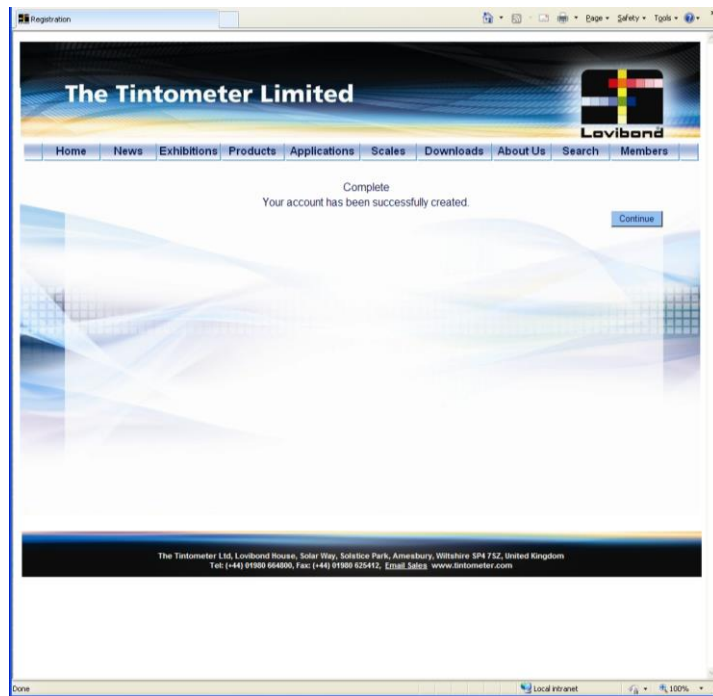 Registration
Page Safety Tools
The Tintometer Limited
Lovibond
Home News Exhibitions Products Applications Scales Downloads About Us Search Members
Complete
Your account has been successfully created.
Continue
The Tintometer Ltd, Lovibond House, Solar Way, Solstice Park, Amesbury, Wiltshire SP4 7SZ, United Kingdom
Tel: (+44) 01980 664800, Fax: (+44) 01980 625412, Email Sales www.tintometer.com
Done Local intranet 100%